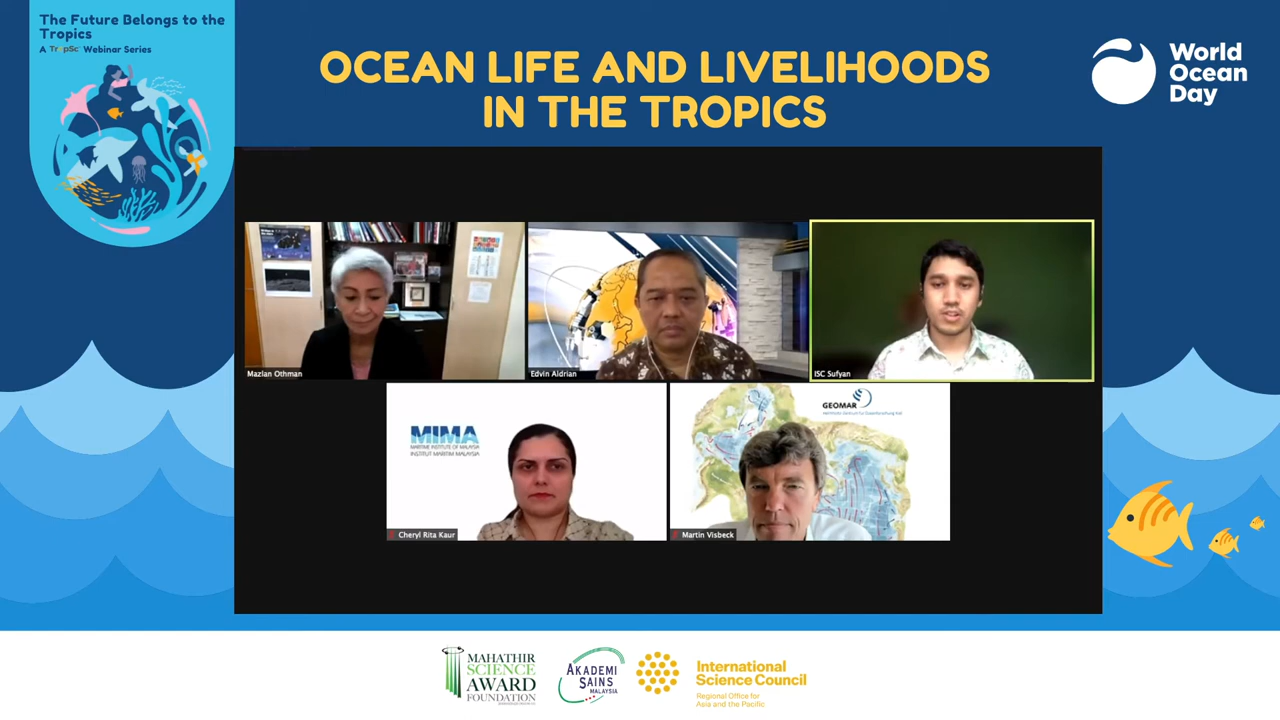 The Future Belongs to the
Tropics
A TropSc Webinar Series
OCEAN LIFE AND LIVELIHOODS
IN THE TROPICS
World
Ocean
Day
Mazlan Othman
Edvin Aldrian
ISC Sufyan
MIMA
MARITIME INSTITUTE OF MALAYSIA
INSTITUT MARITIM MALAYSIA
Cheryl Rita Kaur
GEOMAR
Martin Visbeck
MAHATHIR
SCIENCE
AWARD
FOUNDATION
AKADEMI
SAINS
MALAYSIA
International
Science Council
Regional Office for
Asia and the Pacific